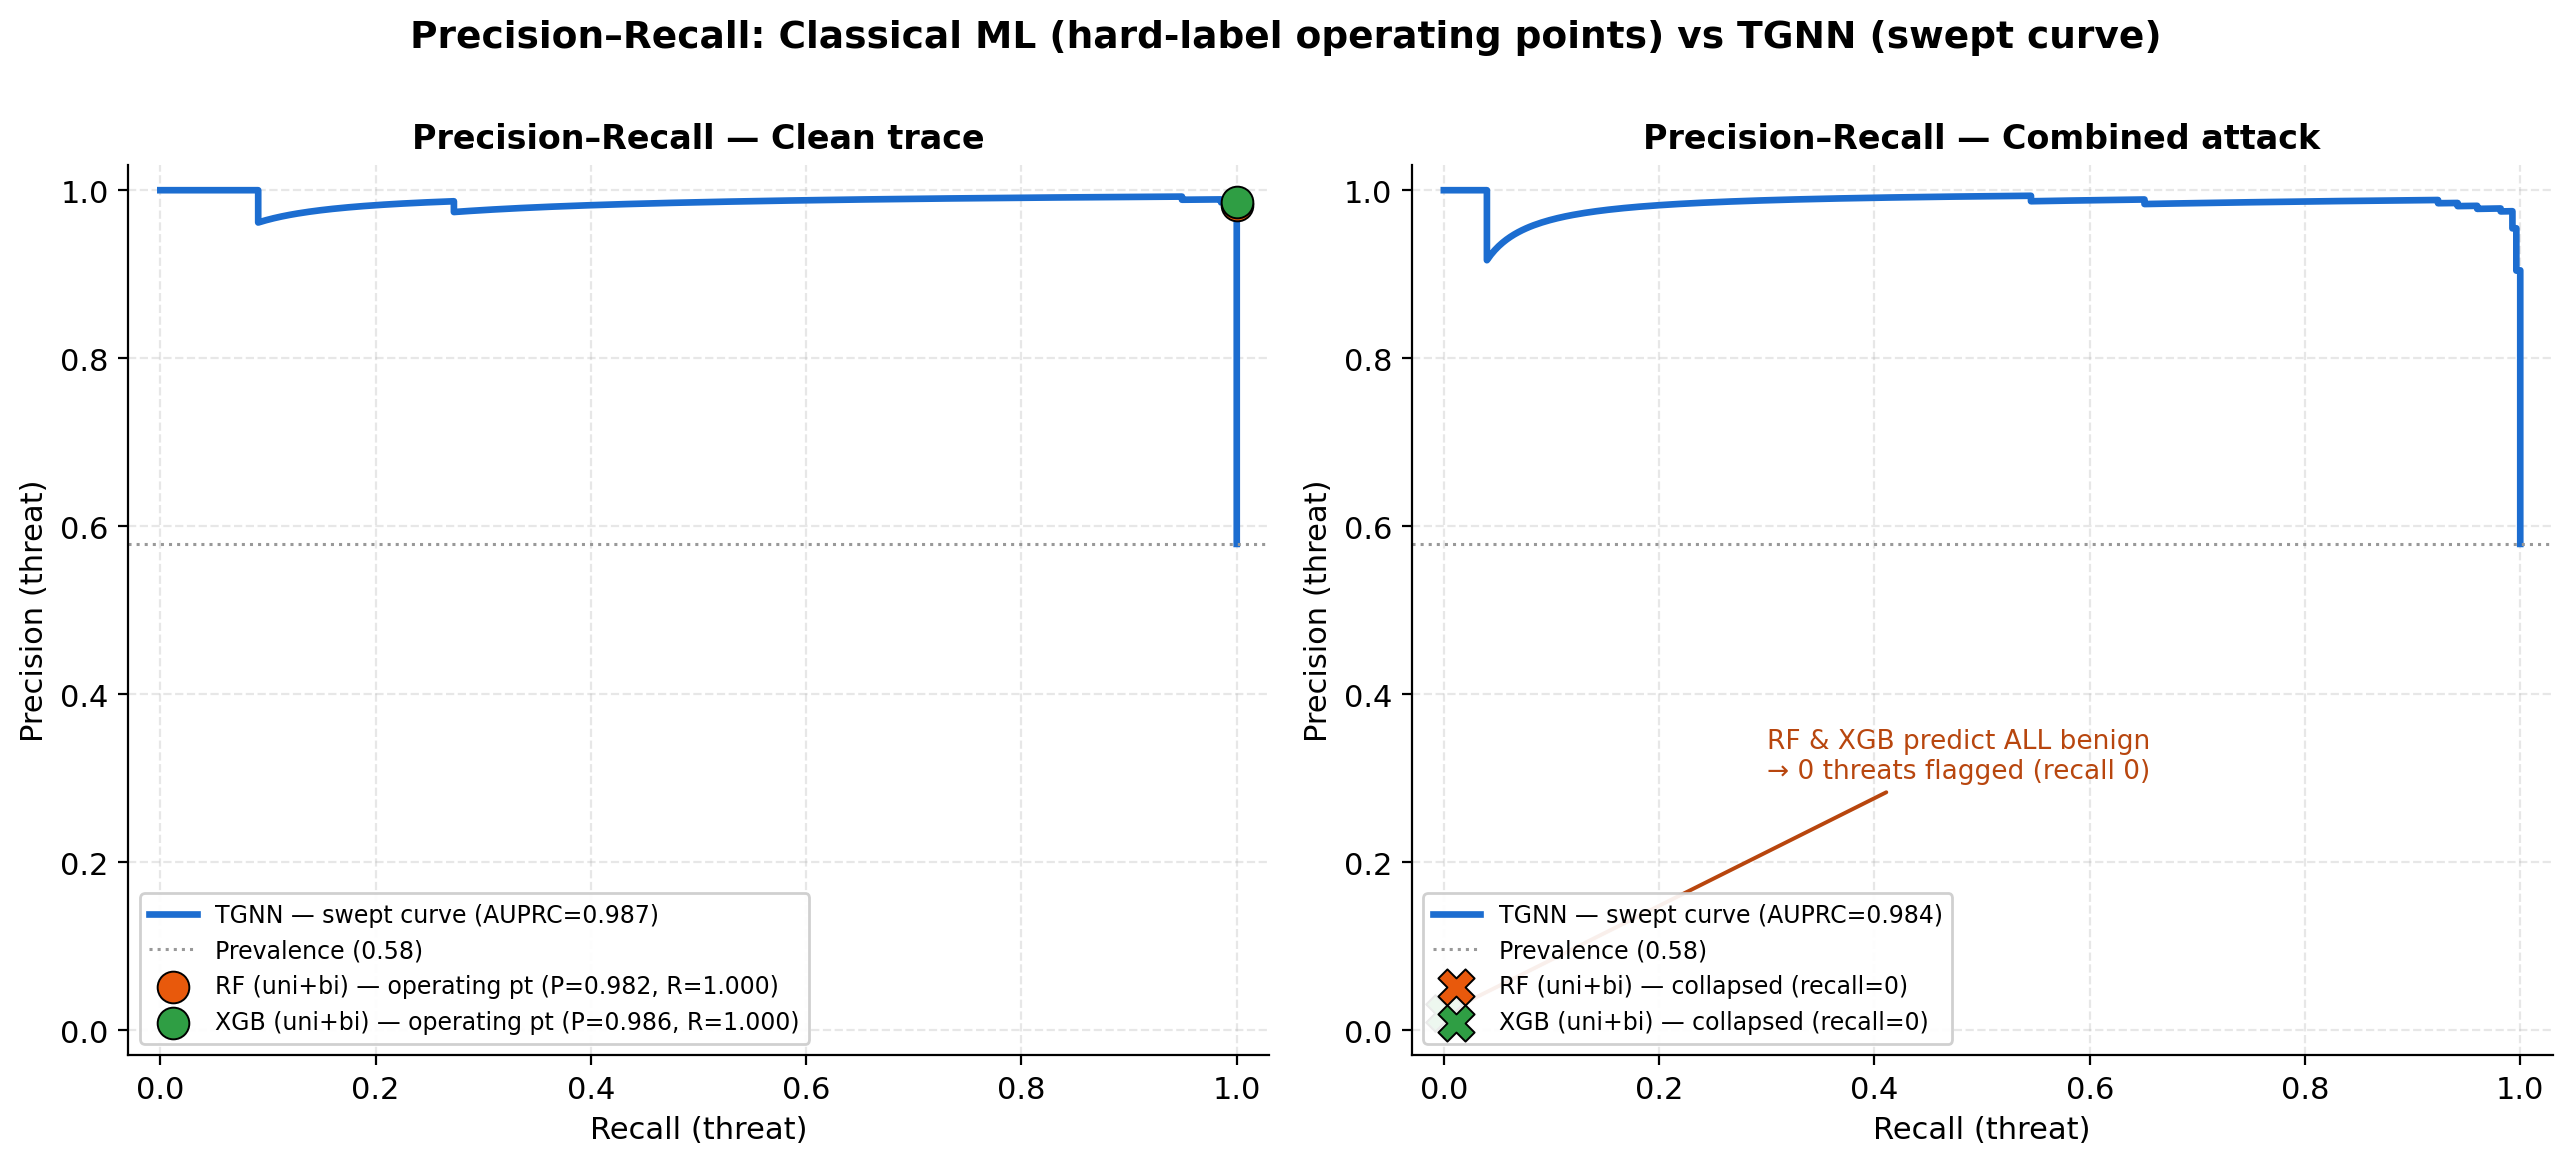 Precision–Recall: Classical ML (hard-label operating points) vs TGNN (swept curve)
Precision–Recall — Clean trace
1.0
0.8
0.6
0.4
0.2
0.0
Precision (threat)
TGNN — swept curve (AUPRC=0.987)
Prevalence (0.58)
RF (uni+bi) — operating pt (P=0.982, R=1.000)
XGB (uni+bi) — operating pt (P=0.986, R=1.000)
0.0 0.2 0.4 0.6 0.8 1.0
Recall (threat)
Precision–Recall — Combined attack
1.0
0.8
0.6
0.4
0.2
0.0
Precision (threat)
RF & XGB predict ALL benign
→ 0 threats flagged (recall 0)
TGNN — swept curve (AUPRC=0.984)
Prevalence (0.58)
RF (uni+bi) — collapsed (recall=0)
XGB (uni+bi) — collapsed (recall=0)
0.0 0.2 0.4 0.6 0.8 1.0
Recall (threat)